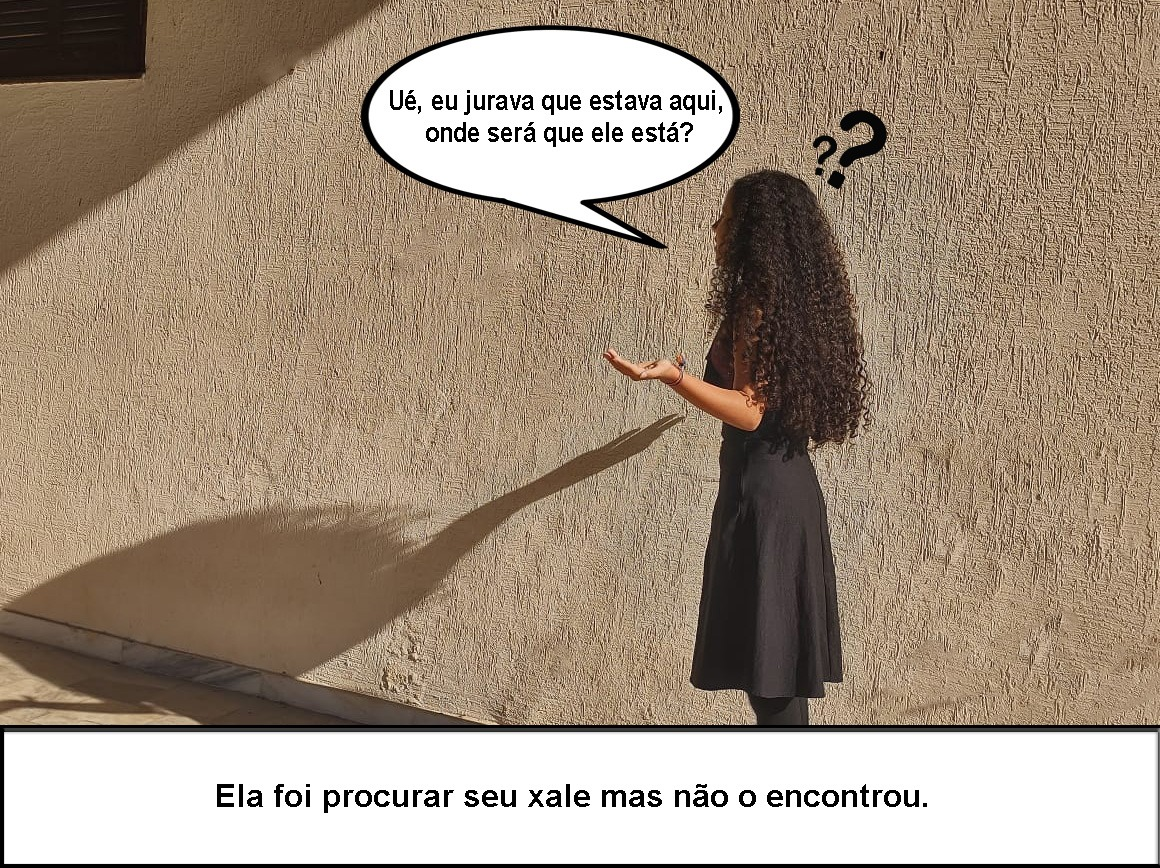 Ué, eu jurava que estava aqui,
onde será que ele está?
??
Ela foi procurar seu xale mas não o encontrou.